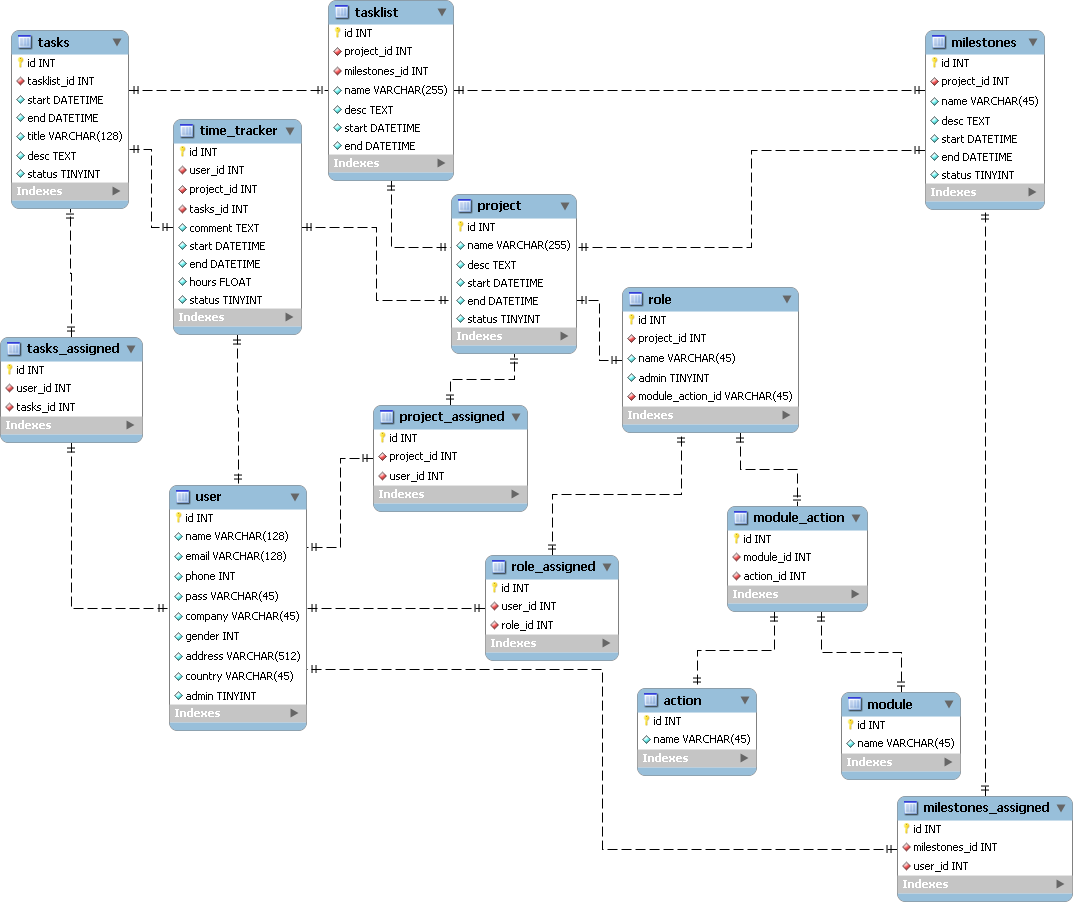 tasklist
id INT
project_id INT
milestones_id INT
name VARCHAR(255)
desc TEXT
start DATETIME
end DATETIME
Indexes
tasks
id INT
tasklist_id INT
start DATETIME
end DATETIME
title VARCHAR(128)
desc TEXT
status TINYINT
Indexes
milestones
id INT
project_id INT
name VARCHAR(45)
desc TEXT
start DATETIME
end DATETIME
status TINYINT
Indexes
time_tracker
id INT
user_id INT
project_id INT
tasks_id INT
comment TEXT
start DATETIME
end DATETIME
hours FLOAT
status TINYINT
Indexes
project
id INT
name VARCHAR(255)
desc TEXT
start DATETIME
end DATETIME
status TINYINT
Indexes
role
id INT
project_id INT
name VARCHAR(45)
admin TINYINT
module_action_id VARCHAR(45)
Indexes
tasks_assigned
id INT
user_id INT
tasks_id INT
Indexes
project_assigned
id INT
project_id INT
user_id INT
Indexes
user
id INT
name VARCHAR(128)
email VARCHAR(128)
phone INT
pass VARCHAR(45)
company VARCHAR(45)
gender INT
address VARCHAR(512)
country VARCHAR(45)
admin TINYINT
Indexes
module_action
id INT
module_id INT
action_id INT
Indexes
role_assigned
id INT
user_id INT
role_id INT
Indexes
action
id INT
name VARCHAR(45)
Indexes
module
id INT
name VARCHAR(45)
Indexes
milestones_assigned
id INT
milestones_id INT
user_id INT
Indexes